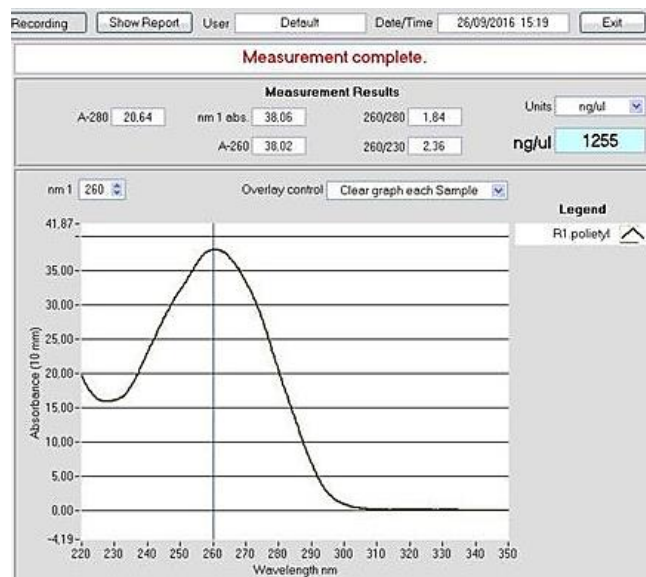 Recording Show Report User Default Date/Time 26/09/2016 15:19 Exit
Measurement complete.
Measurement Results
A-280 20.64 nm 1 abs. 38.06 260/280 1,84 Units ng/ul
A-260 38.02 260/230 2,36 ng/ul 1255
nm 1 260 Overlay control Clear graph each Sample
Legend
R1.polietyl
41,87-
35,00-
30,00-
25,00-
20,00-
15,00-
10,00-
5,00-
0,00-
-4,19-
Absorbance (10 mm)
220 230 240 250 260 270 280 290 300 310 320 330 340 350
Wavelength nm